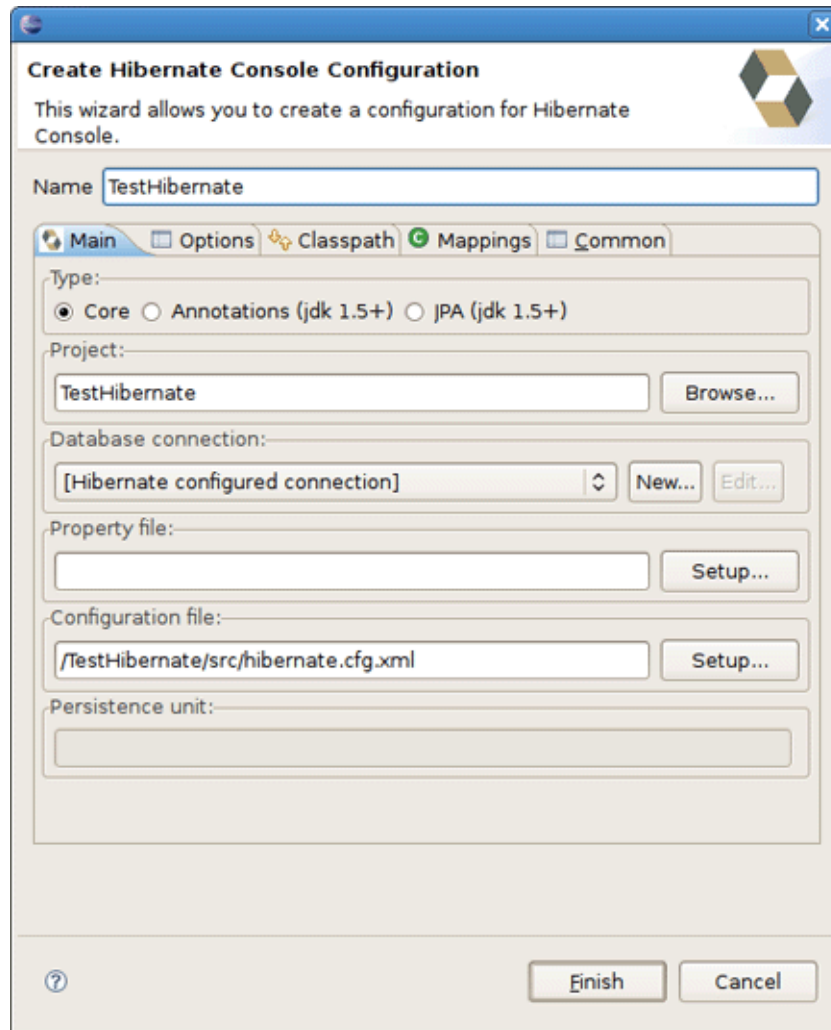 Create Hibernate Console Configuration
This wizard allows you to create a configuration for Hibernate
Console.
Name TestHibernate
Main Options Classpath Mappings Common
Type:
Core Annotations (jdk 1.5+) JPA (jdk 1.5+)
Project:
TestHibernate Browse...
Database connection:
[Hibernate configured connection] New... Edit...
Property file:
Setup...
Configuration file:
/TestHibernate/src/hibernate.cfg.xml Setup...
Persistence unit:
Finish Cancel